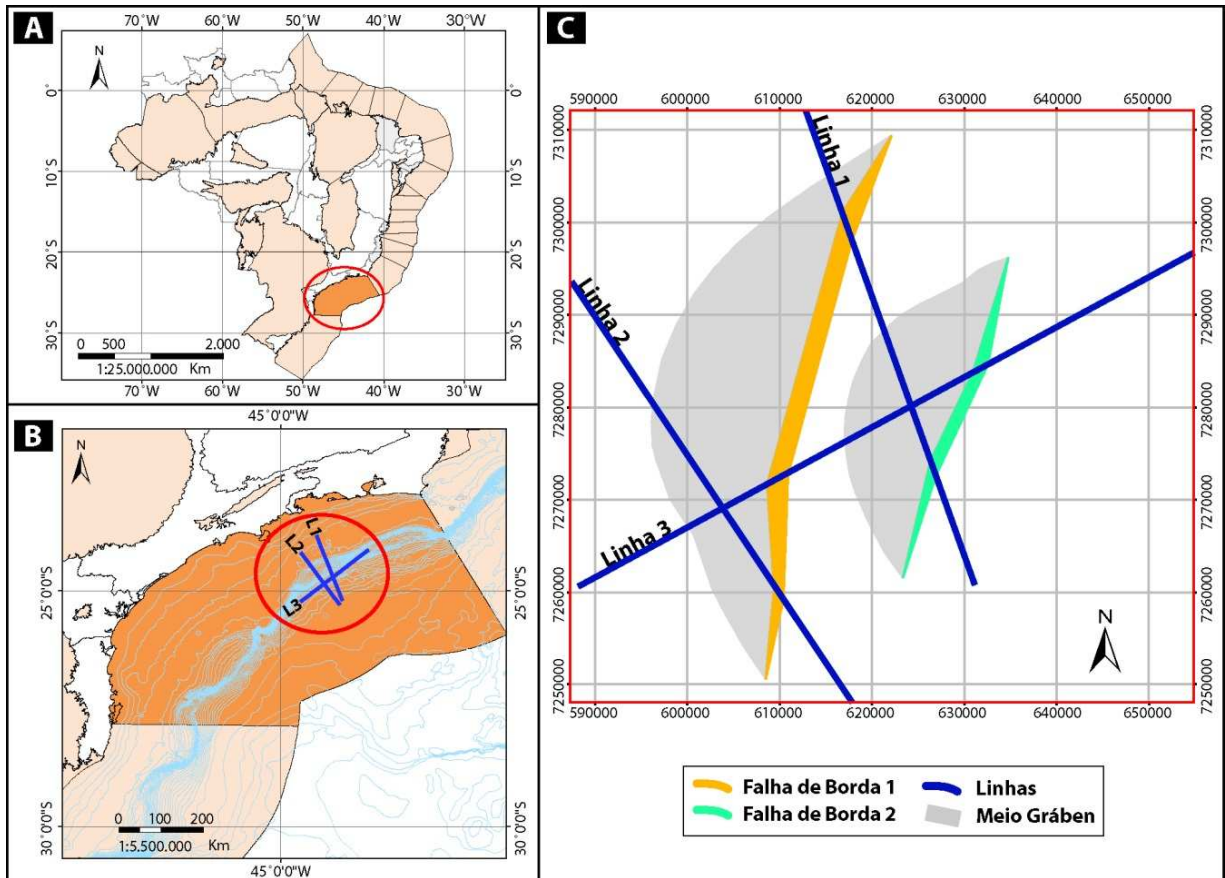 A
70°W 60°W 50°W 40°W 30°W
N
0°
10°S
20°S
30°S
0°
10°S
20°S
30°S
0 500 2.000
1:25.000.000 Km
70°W 60°W 50°W 40°W 30°W
B
45°0'0"W
N
L1
L2
L3
25°0'0"S
30°0'0"S
25°0'0"S
30°0'0"S
0 100 200
1:5.500.000 Km
45°0'0"W
C
590000 600000 610000 620000 630000 640000 650000
7310000
7300000
7290000
7280000
7270000
7260000
7250000
Linha 1
Linha 2
Linha 3
N
7310000
7300000
7290000
7280000
7270000
7260000
7250000
590000 600000 610000 620000 630000 640000 650000
Falha de Borda 1 Linhas
Falha de Borda 2 Meio Gráben